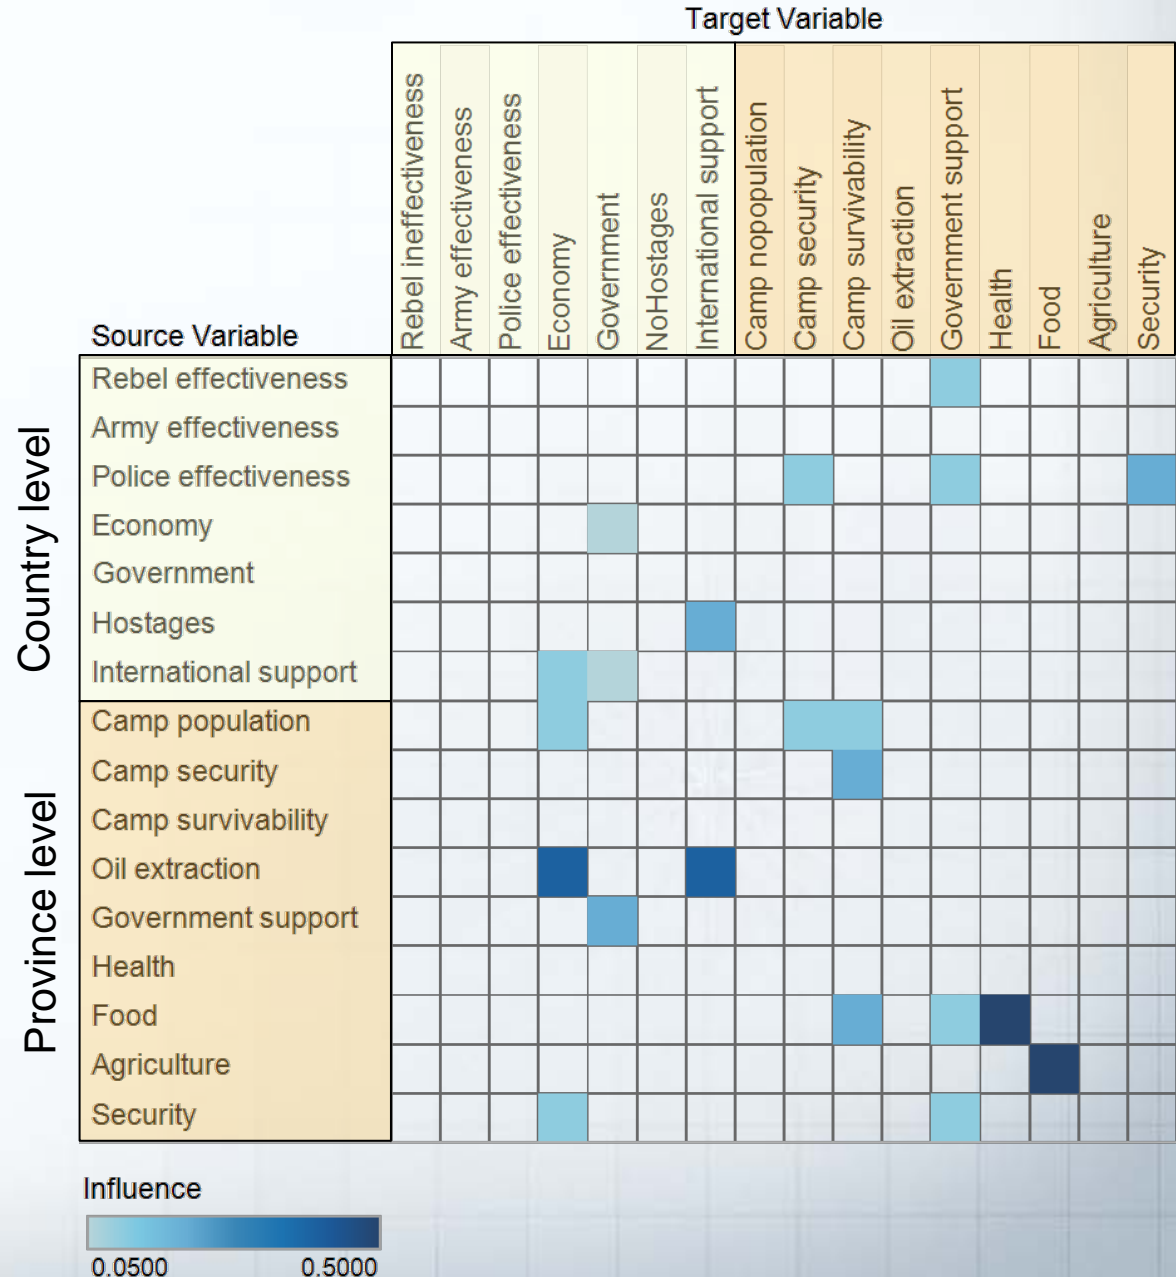 Target Variable
Rebel ineffectiveness
Army effectiveness
Police effectiveness
Economy
Government
NoHostages
International support
Camp nopopulation
Camp security
Camp survivability
Oil extraction
Government support
Health
Food
Agriculture
Security
Source Variable
Country level
Rebel effectiveness
Army effectiveness
Police effectiveness
Economy
Government
Hostages
International support
Province level
Camp population
Camp security
Camp survivability
Oil extraction
Government support
Health
Food
Agriculture
Security
Influence
0.0500 0.5000